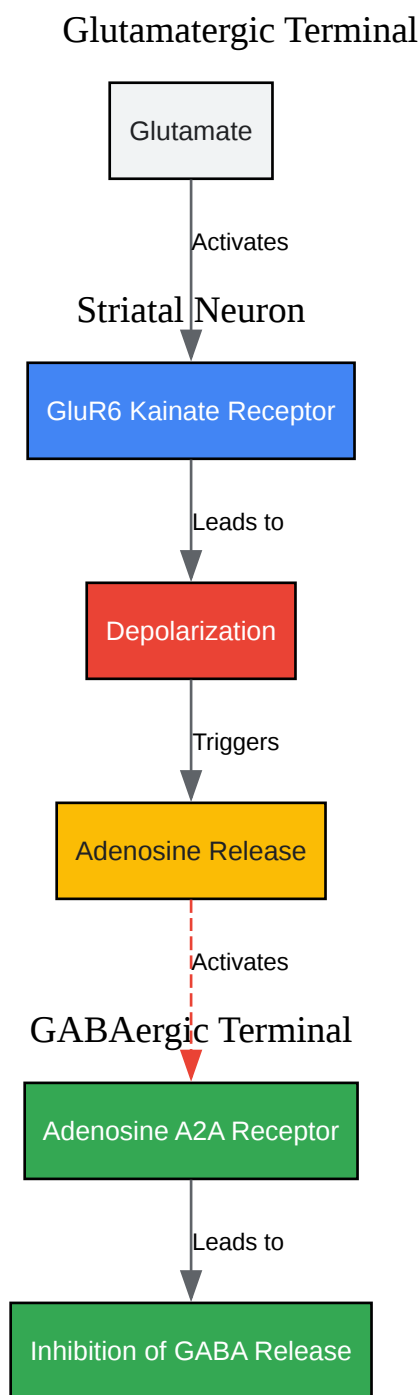 Glutamatergic Terminal
Glutamate
Activates
Striatal Neuron
GluR6 Kainate Receptor
Leads to
Depolarization
Triggers
Adenosine Release
Activates
GABAergic Terminal
Adenosine A2A Receptor
Leads to
Inhibition of GABA Release